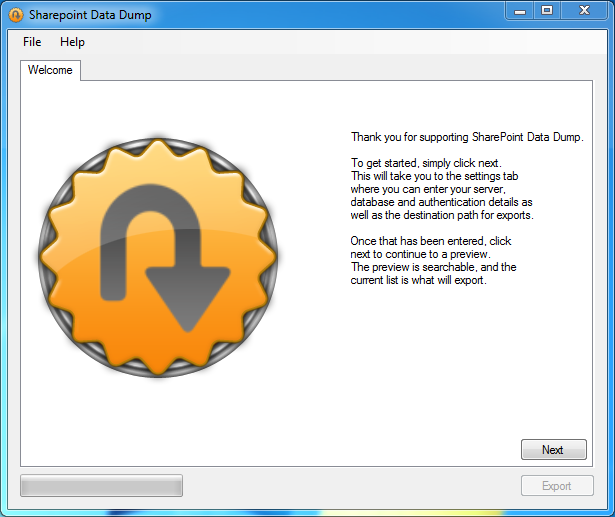 Sharepoint Data Dump
File Help
Welcome
Thank you for supporting SharePoint Data Dump.
To get started, simply click next.
This will take you to the settings tab
where you can enter your server,
database and authentication details as
well as the destination path for exports.
Once that has been entered, click
next to continue to a preview.
The preview is searchable, and the
current list is what will export.
Next
Export